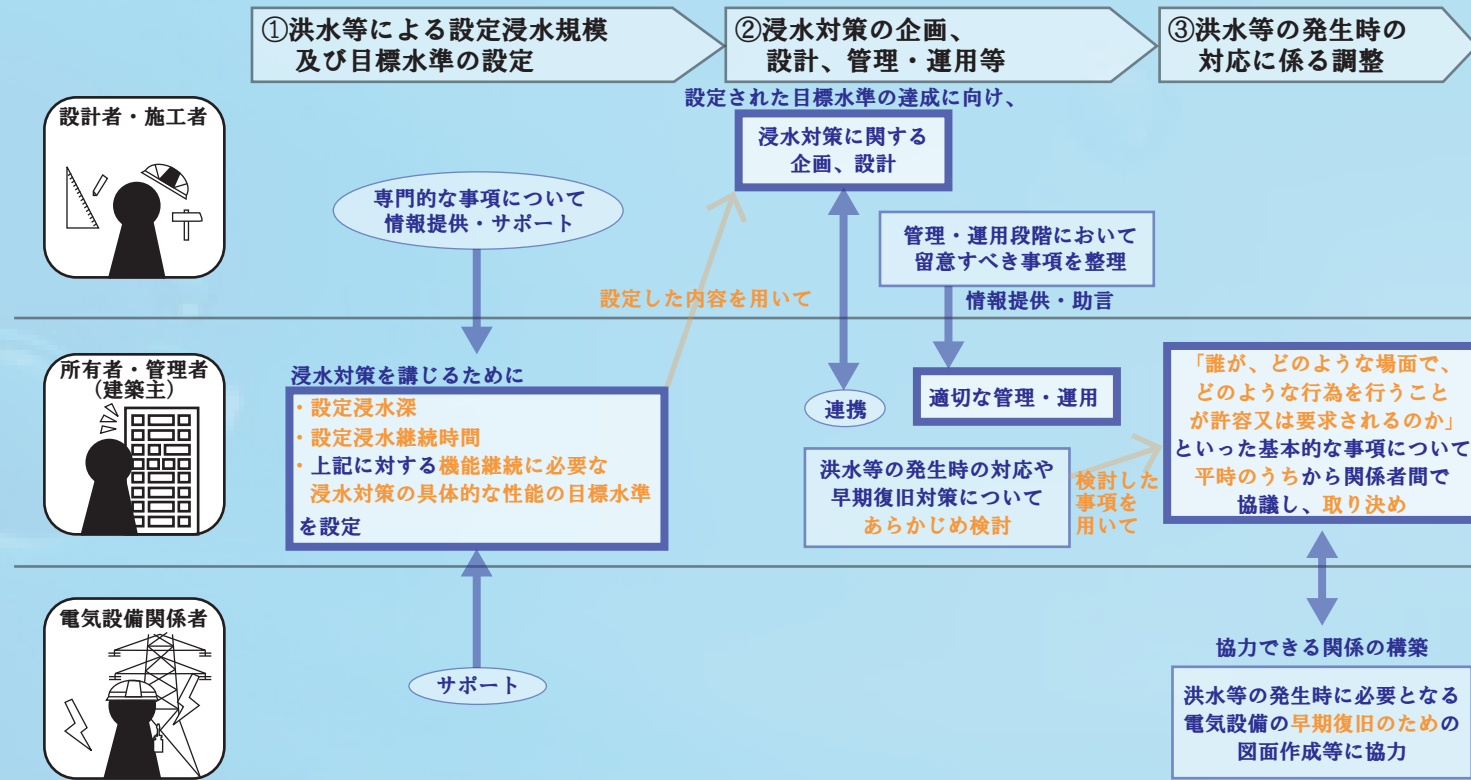 ①洪水等による設定浸水規模
及び目標水準の設定
②浸水対策の企画、
設計、管理・運用等
③洪水等の発生時の
対応に係る調整
設計者・施工者
専門的な事項について
情報提供・サポート
設定された目標水準の達成に向け、
浸水対策に関する
企画、設計
管理・運用段階において
留意すべき事項を整理
情報提供・助言
設定した内容を用いて
所有者・管理者
(建築主)
浸水対策を講じるために
・設定浸水深
・設定浸水継続時間
・上記に対する機能継続に必要な
浸水対策の具体的な性能の目標水準
を設定
連携
適切な管理・運用
洪水等の発生時の対応や
早期復旧対策について
あらかじめ検討
検討した
事項を
用いて
「誰が、どのような場面で、
どのような行為を行うこと
が許容又は要求されるのか」
といった基本的な事項について
平時のうちから関係者間で
協議し、取り決め
電気設備関係者
サポート
協力できる関係の構築
洪水等の発生時に必要となる
電気設備の早期復旧のための
図面作成等に協力